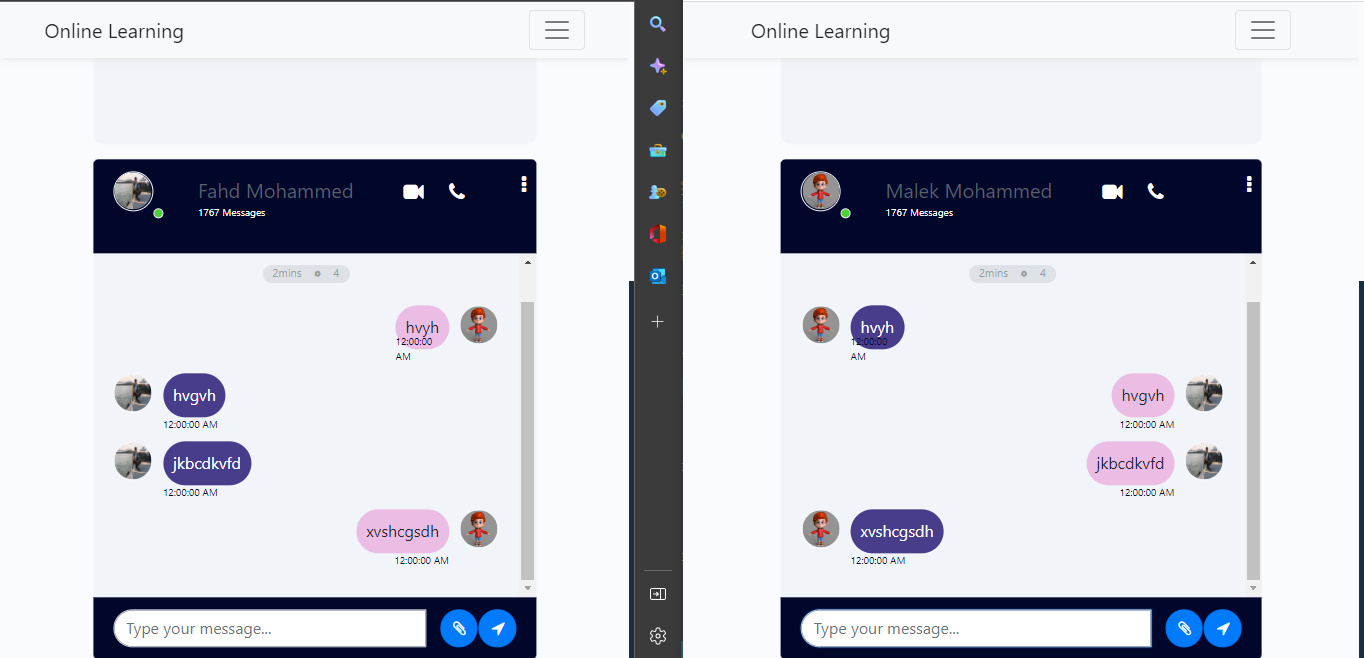 Online Learning
Fahd Mohammed
1767 Messages
2mins 4
hvyh
12:00:00
AM
hvgvh
12:00:00 AM
jkbcdkvfd
12:00:00 AM
xvshcgsdh
12:00:00 AM
Type your message...
Online Learning
Malek Mohammed
1767 Messages
2mins 4
hvyh
12:00:00
AM
hvgvh
12:00:00 AM
jkbcdkvfd
12:00:00 AM
xvshcgsdh
12:00:00 AM
Type your message...